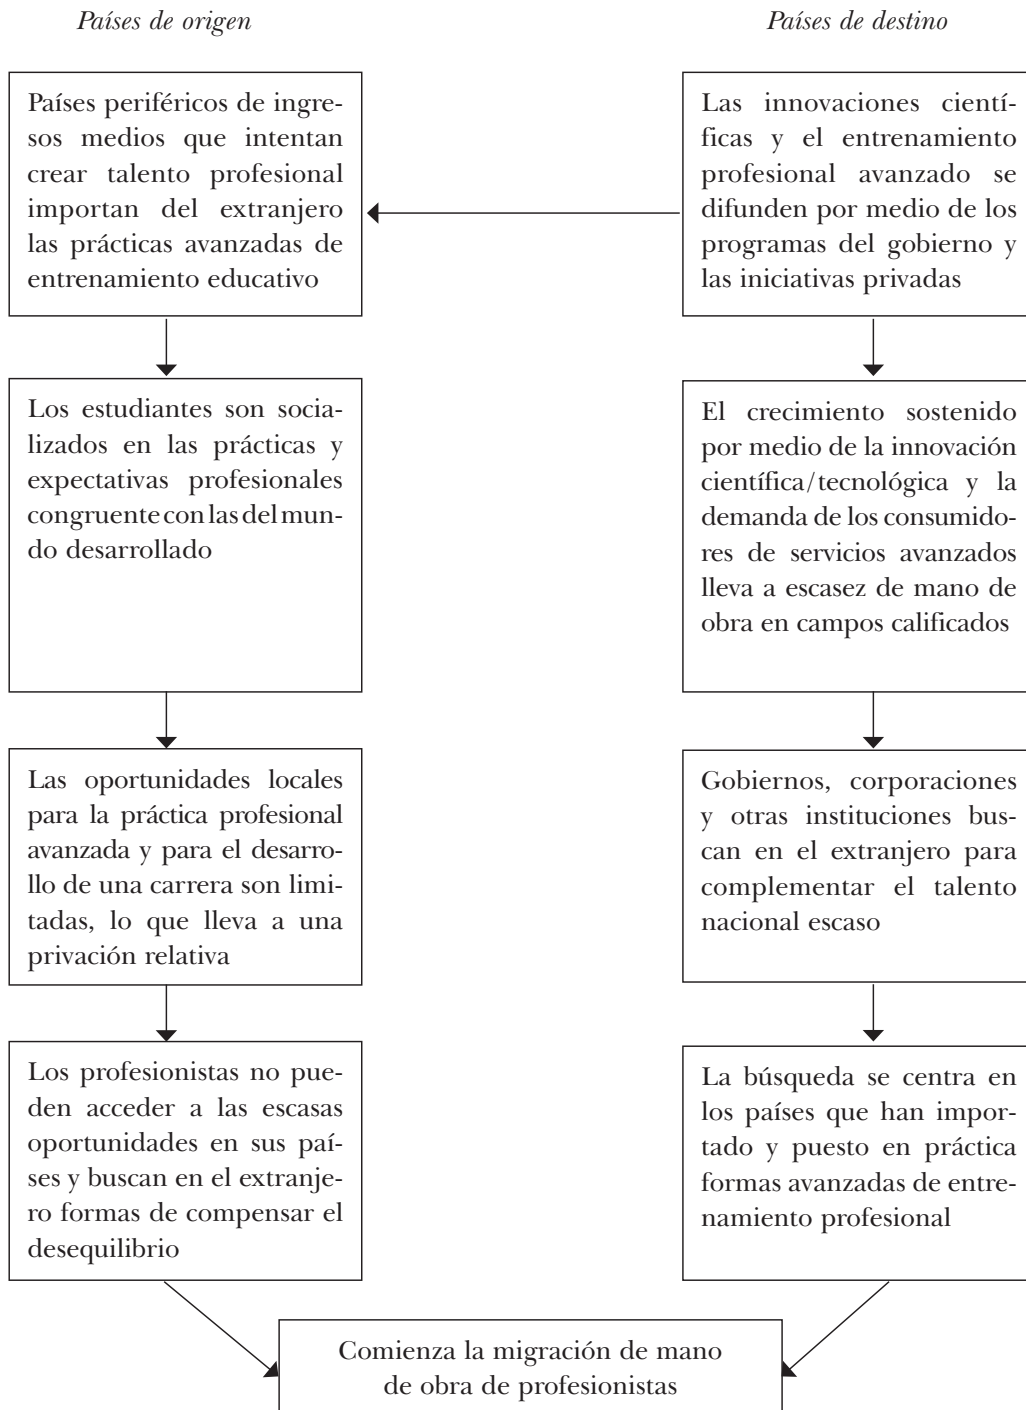 Países de origen
Países de destino
Países periféricos de ingre-
sos medios que intentan
crear talento profesional
importan del extranjero
las prácticas avanzadas de
entrenamiento educativo
Las innovaciones cientí-
ficas y el entrenamiento
profesional avanzado se
difunden por medio de los
programas del gobierno y
las iniciativas privadas
Los estudiantes son socia-
lizados en las prácticas y
expectativas profesionales
congruente con las del mun-
do desarrollado
El crecimiento sostenido
por medio de la innovación
científica/tecnológica y la
demanda de los consumido-
res de servicios avanzados
lleva a escasez de mano de
obra en campos calificados
Las oportunidades locales
para la práctica profesional
avanzada y para el desarro-
llo de una carrera son limi-
tadas, lo que lleva a una
privación relativa
Gobiernos, corporaciones
y otras instituciones bus-
can en el extranjero para
complementar el talento
nacional escaso
Los profesionistas no pue-
den acceder a las escasas
oportunidades en sus paí-
ses y buscan en el extranje-
ro formas de compensar el
desequilibrio
La búsqueda se centra en
los países que han impor-
tado y puesto en práctica
formas avanzadas de entre-
namiento profesional
Comienza la migración de mano
de obra de profesionistas